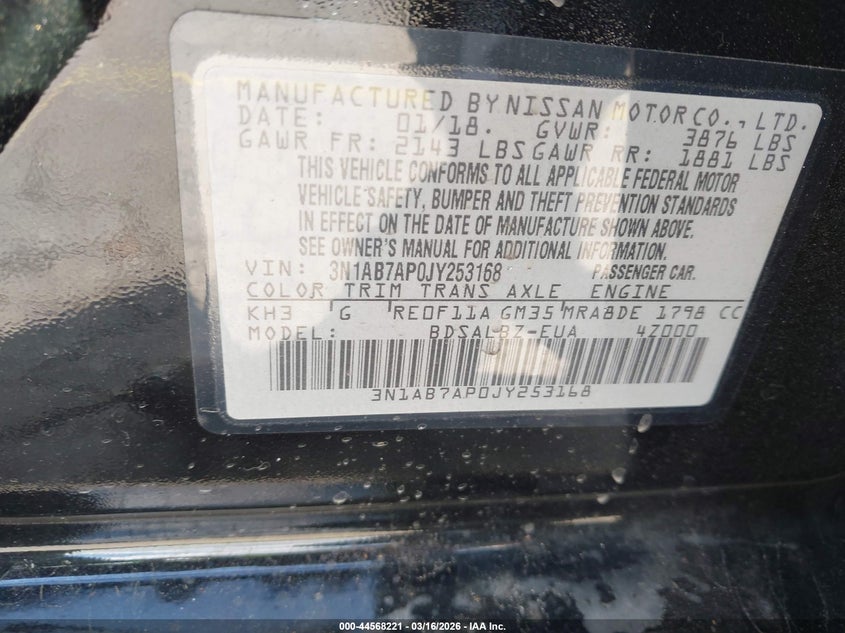 MANUFACTURED BY NISSAN MOTOR CO., LTD.
DATE: 01/18. GVWR: 3876 LBS
GAWR FR: 2143 LBS GAWR RR: 1881 LBS
THIS VEHICLE CONFORMS TO ALL APPLICABLE FEDERAL MOTOR
VEHICLE SAFETY, BUMPER AND THEFT PREVENTION STANDARDS
IN EFFECT ON THE DATE OF MANUFACTURE SHOWN ABOVE.
SEE OWNER'S MANUAL FOR ADDITIONAL INFORMATION.
VIN: 3N1AB7AP0JY253168 PASSENGER CAR.
COLOR TRIM TRANS AXLE ENGINE
KH3 G RE0F11A GM35 MRA8DE 1798 CC
MODEL: BDSALBZ-EUA 4Z000
3N1AB7AP0JY253168
000-44568221 - 03/16/2026 - IAA Inc.